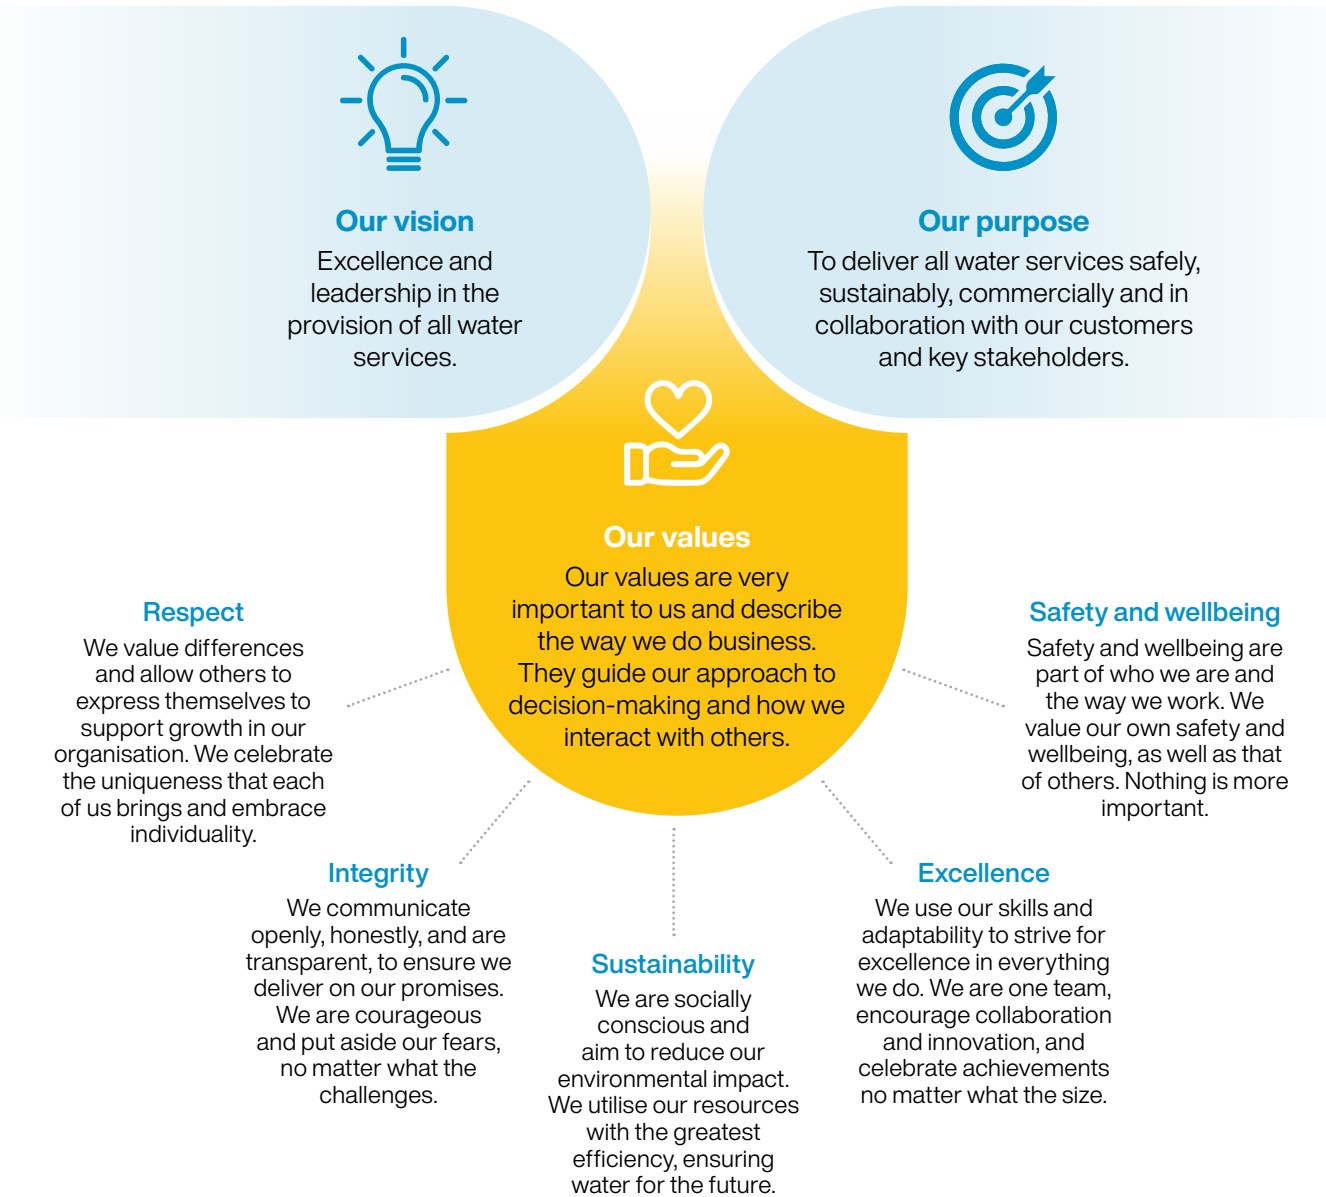 Our vision
Excellence and
leadership in the
provision of all water
services.
Our purpose
To deliver all water services safely,
sustainably, commercially and in
collaboration with our customers
and key stakeholders.
Our values
Our values are very
important to us and describe
the way we do business.
They guide our approach to
decision-making and how we
interact with others.
Respect
We value differences
and allow others to
express themselves to
support growth in our
organisation. We celebrate
the uniqueness that each
of us brings and embrace
individuality.
Integrity
We communicate
openly, honestly, and are
transparent, to ensure we
deliver on our promises.
We are courageous
and put aside our fears,
no matter what the
challenges.
Sustainability
We are socially
conscious and
aim to reduce our
environmental impact.
We utilise our resources
with the greatest
efficiency, ensuring
water for the future.
Excellence
We use our skills and
adaptability to strive for
excellence in everything
we do. We are one team,
encourage collaboration
and innovation, and
celebrate achievements
no matter what the size.
Safety and wellbeing
Safety and wellbeing are
part of who we are and
the way we work. We
value our own safety and
wellbeing, as well as that
of others. Nothing is more
important.